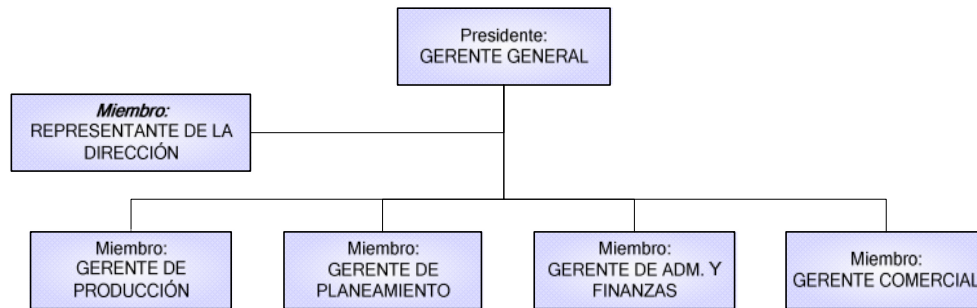 Presidente:
GERENTE GENERAL
Miembro:
REPRESENTANTE DE LA
DIRECCIÓN
Miembro:
GERENTE DE
PRODUCCIÓN
Miembro:
GERENTE DE
PLANEAMIENTO
Miembro:
GERENTE DE ADM. Y
FINANZAS
Miembro:
GERENTE COMERCIAL